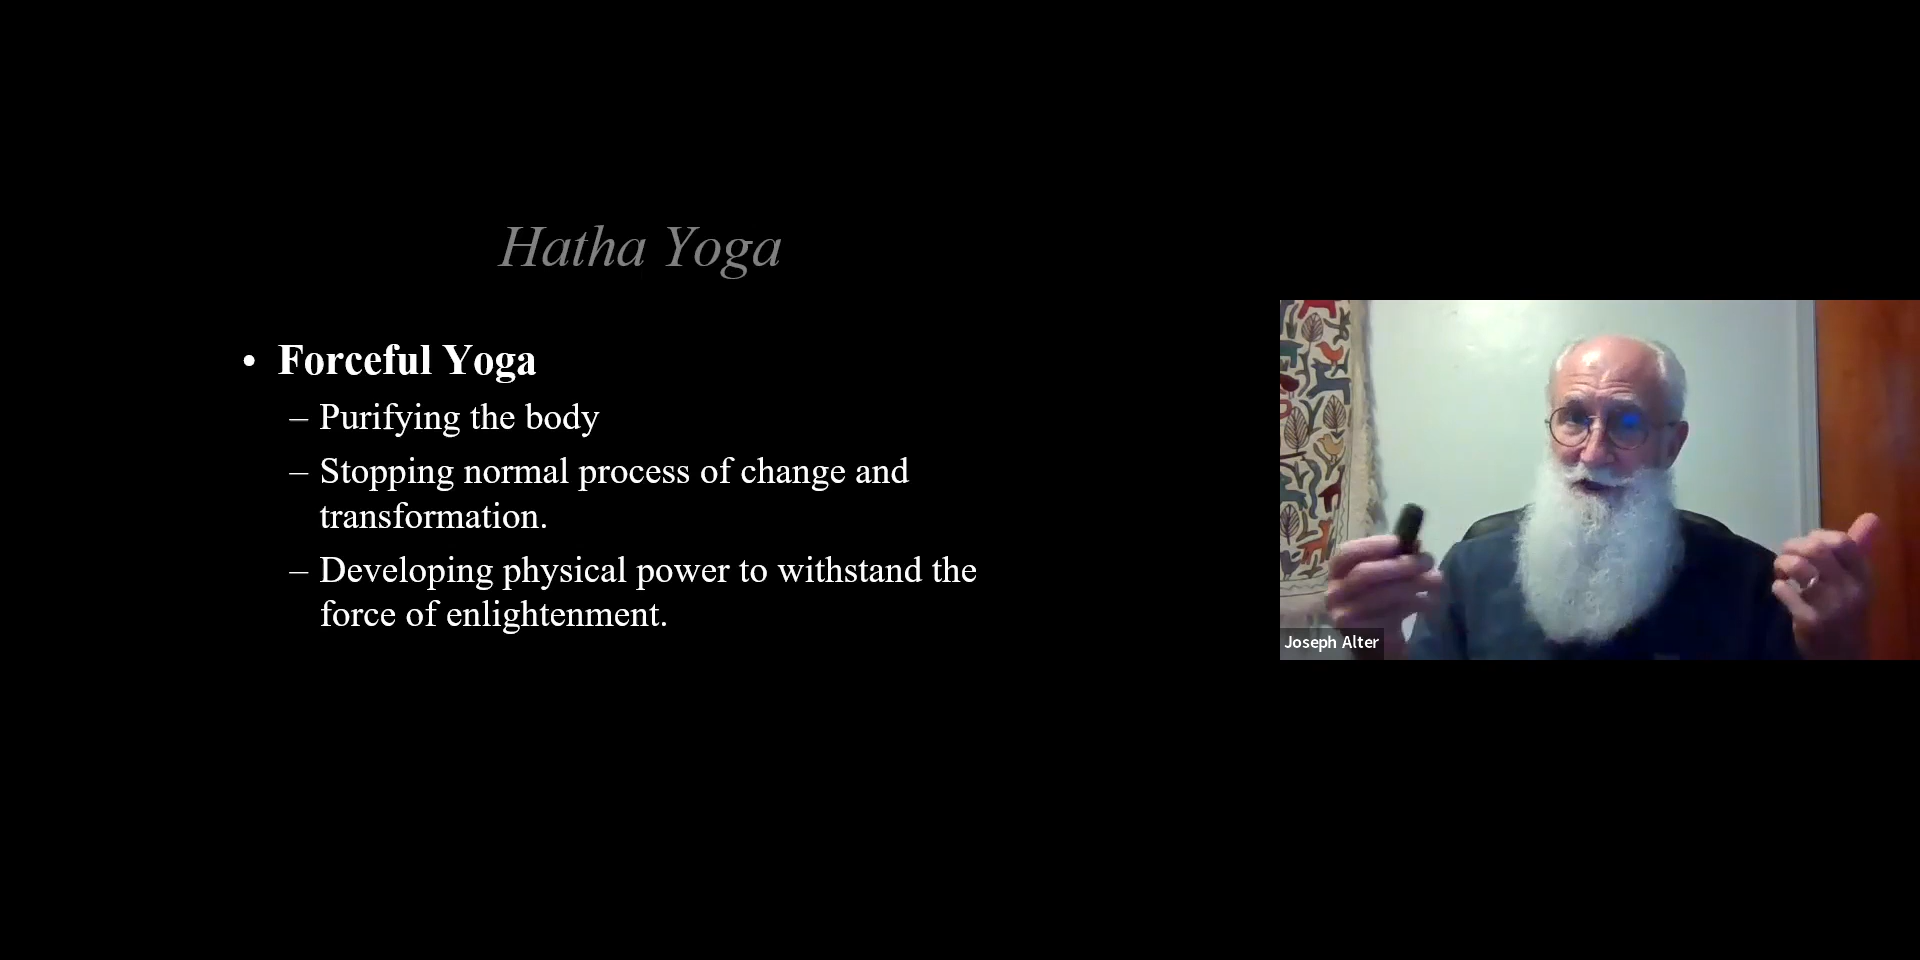 Hatha Yoga
• Forceful Yoga
– Purifying the body
– Stopping normal process of change and
transformation.
– Developing physical power to withstand the
force of enlightenment.
Joseph Alter